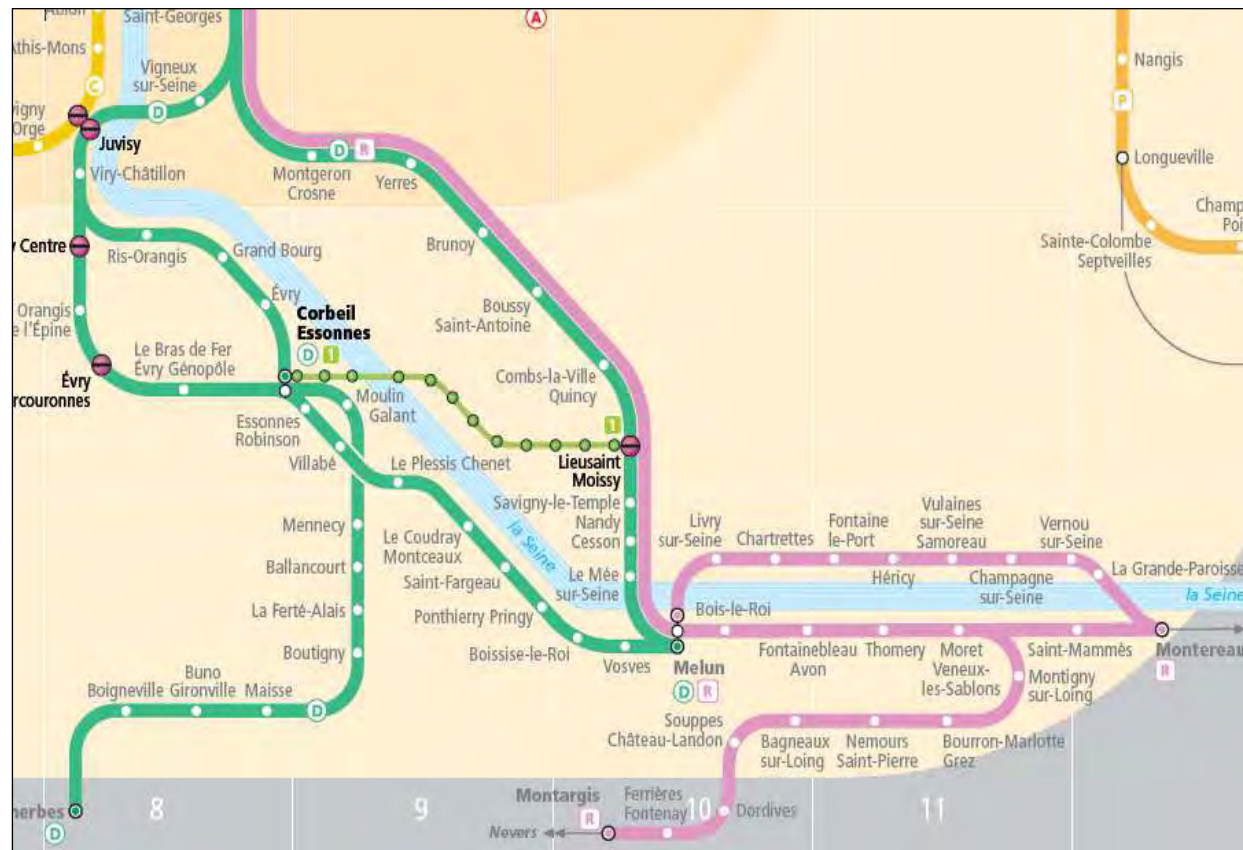 Saint-Georges
A
Athis-Mons
Vigneux
sur-Seine
C
D
Juvisy
Viry-Châtillon
D
R
Montgeron
Crosne
Yerres
Nangis
P
Longueville
Sainte-Colombe
Septveilles
Centre
Ris-Orangis
Grand Bourg
Brunoy
Évry
Orangis
l'Épine
Corbeil
Essonnes
D
1
Boussy
Saint-Antoine
Le Bras de Fer
Évry Génopôle
Évry
Combs-la-Ville
Quincy
Moulin
Galant
1
Essonnes
Robinson
Villabé
Le Plessis Chenet
Lieusaint
Moissy
Savigny-le-Temple
Nandy
Cesson
Le Mée
sur-Seine
Mennecy
Ballancourt
La Ferté-Alais
Boutigny
Le Coudray
Montceaux
Saint-Fargeau
Ponthierry Pringy
Boissise-le-Roi
Vosves
la Seine
Livry
sur-Seine
Chartrettes
Fontaine
le-Port
Héricy
Vulaines
sur-Seine
Samoreau
Champagne
sur-Seine
Vernou
sur-Seine
La Grande-Paroisse
la Seine
Bois-le-Roi
Melun
D
R
Fontainebleau
Avon
Thomery
Moret
Veneux-
les-Sablons
Saint-Mammès
Montereau
R
Montigny
sur-Loing
Buno
Boigneville
Gironville
Maisse
D
Souppes
Château-Landon
Bagneaux
sur-Loing
Nemours
Saint-Pierre
Bourron-Marlotte
Grez
D
8
9
10
11
Montargis
R
Ferrières
Fontenay
Dordives
Nevers